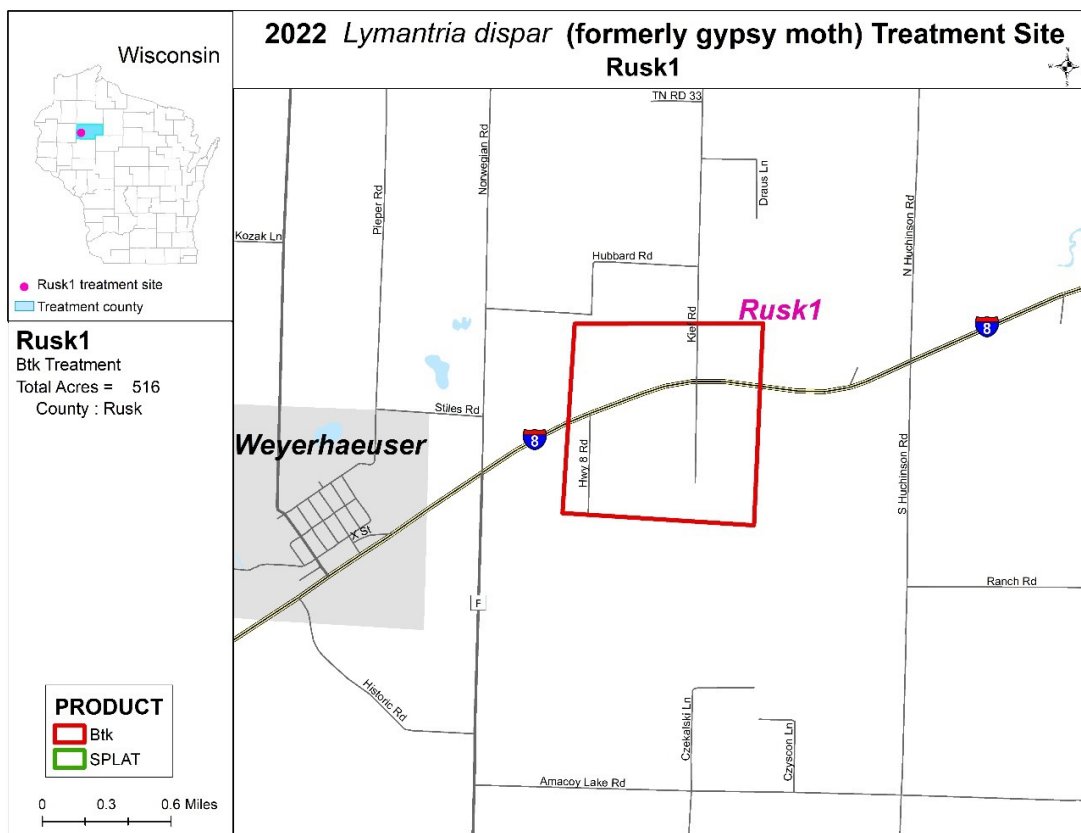 2022 Lymantria dispar (formerly gypsy moth) Treatment Site
Rusk1
N
W E
S
Wisconsin
Rusk1 treatment site
Treatment county
Rusk1
Btk Treatment
Total Acres = 516
County : Rusk
PRODUCT
Btk
SPLAT
0 0.3 0.6 Miles
TN RD 33
Norwegian Rd
Pieper Rd
Draus Ln
Kozak Ln
Hubbard Rd
N Huchinson Rd
Rusk1
Kief Rd
8
Stiles Rd
8
Weyerhaeuser
Hwy 8 Rd
S Huchinson Rd
X St
Ranch Rd
F
Historic Rd
Czekalski Ln
Czyscon Ln
Amacoy Lake Rd